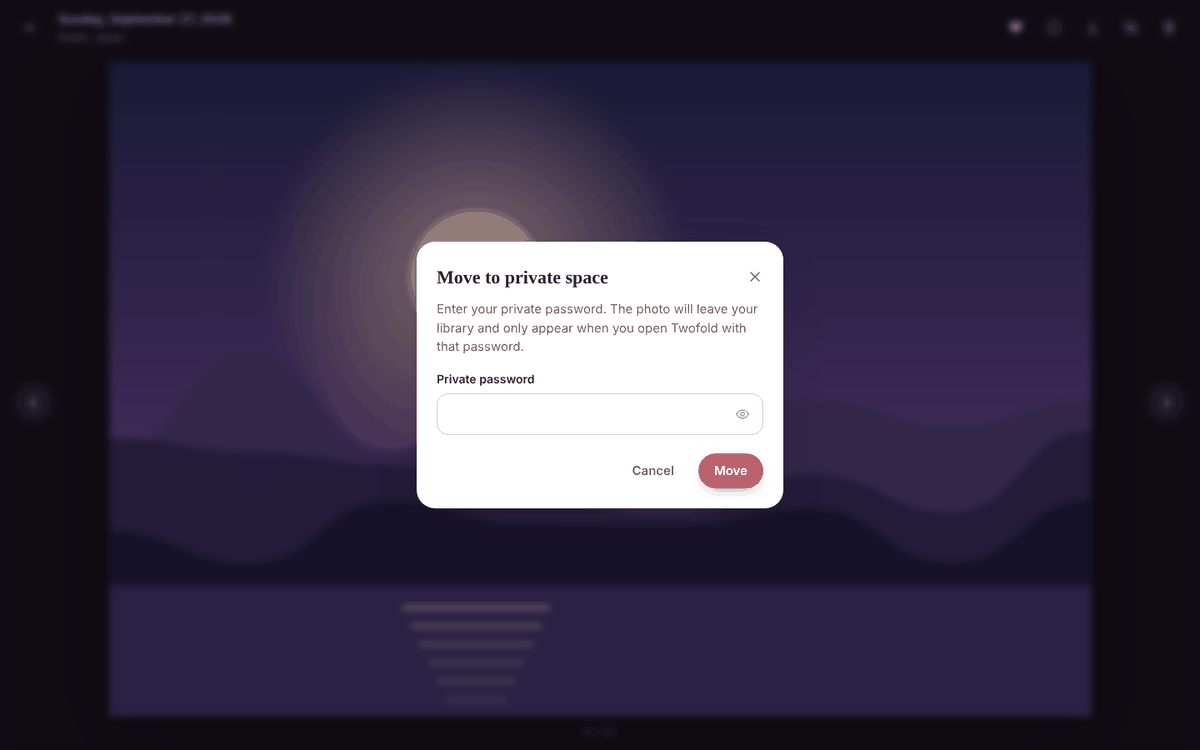 Move to private space
Enter your private password. The photo will leave your
library and only appear when you open Twofold with
that password.
Private password
Cancel
Move